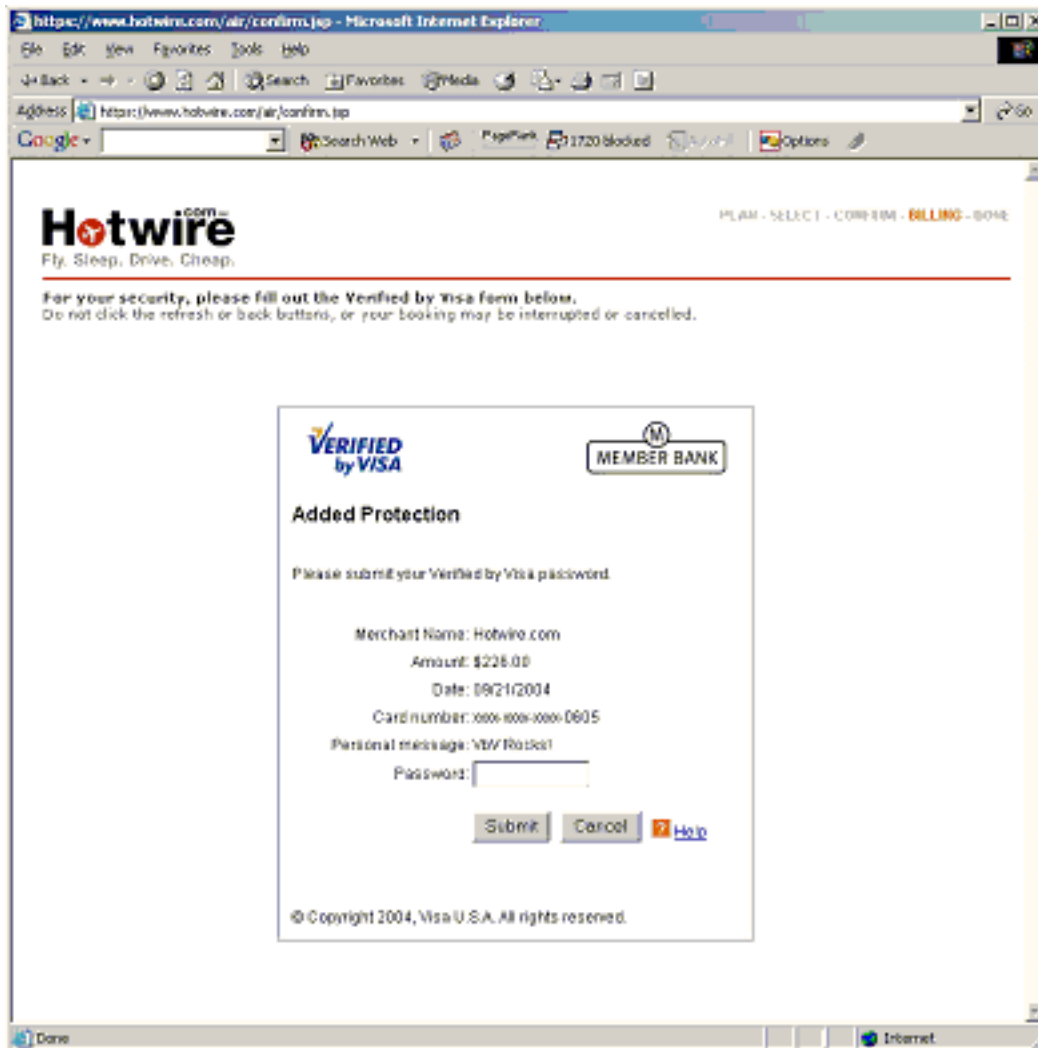 https://www.hotwire.com/air/confirm.jsp - Microsoft Internet Explorer
File Edit View Favorites Tools Help
Back Search Favorites Media
Address https://www.hotwire.com/air/confirm.jsp Go
Google Search Web PageRank 1720 blocked Options
Hotwire.com
Fly. Sleep. Drive. Cheap.
PLAN - SELECT - CONFIRM - BILLING - DONE
For your security, please fill out the Verified by Visa form below.
Do not click the refresh or back buttons, or your booking may be interrupted or cancelled.
VERIFIED
by VISA
M
MEMBER BANK
Added Protection
Please submit your Verified by Visa password.
Merchant Name: Hotwire.com
Amount:
Date: 09/21/2004
Card number: xxxx-xxxx-xxxx-0605
Personal message: VbV Rocks!
Password:
Submit Cancel ? Help
© Copyright 2004, Visa U.S.A. All rights reserved.
Done Internet